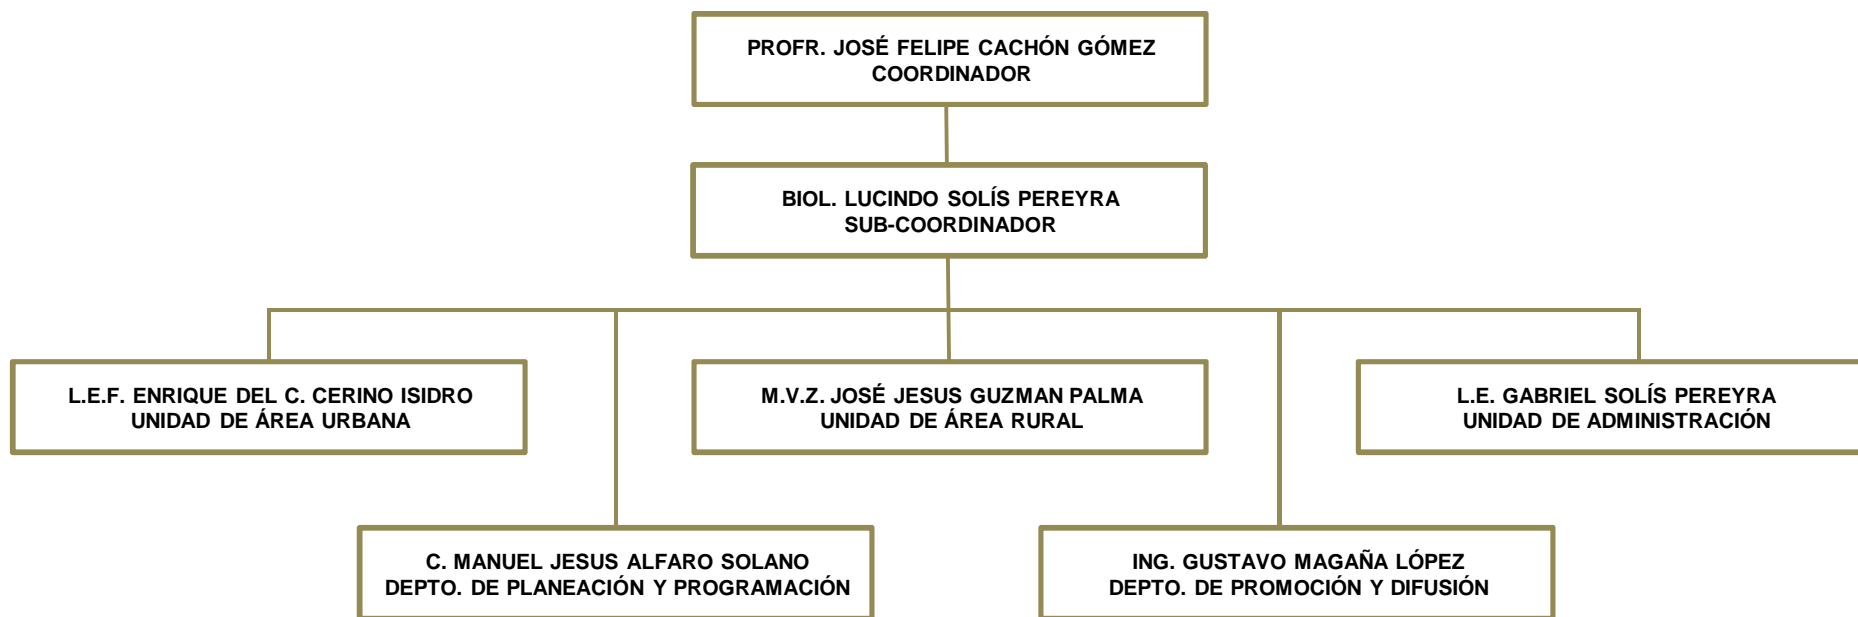 PROFR. JOSÉ FELIPE CACHÓN GÓMEZ
COORDINADOR
BIOL. LUCINDO SOLÍS PEREYRA
SUB-COORDINADOR
L.E.F. ENRIQUE DEL C. CERINO ISIDRO
UNIDAD DE ÁREA URBANA
M.V.Z. JOSÉ JESUS GUZMAN PALMA
UNIDAD DE ÁREA RURAL
L.E. GABRIEL SOLÍS PEREYRA
UNIDAD DE ADMINISTRACIÓN
C. MANUEL JESUS ALFARO SOLANO
DEPTO. DE PLANEACIÓN Y PROGRAMACIÓN
ING. GUSTAVO MAGAÑA LÓPEZ
DEPTO. DE PROMOCIÓN Y DIFUSIÓN